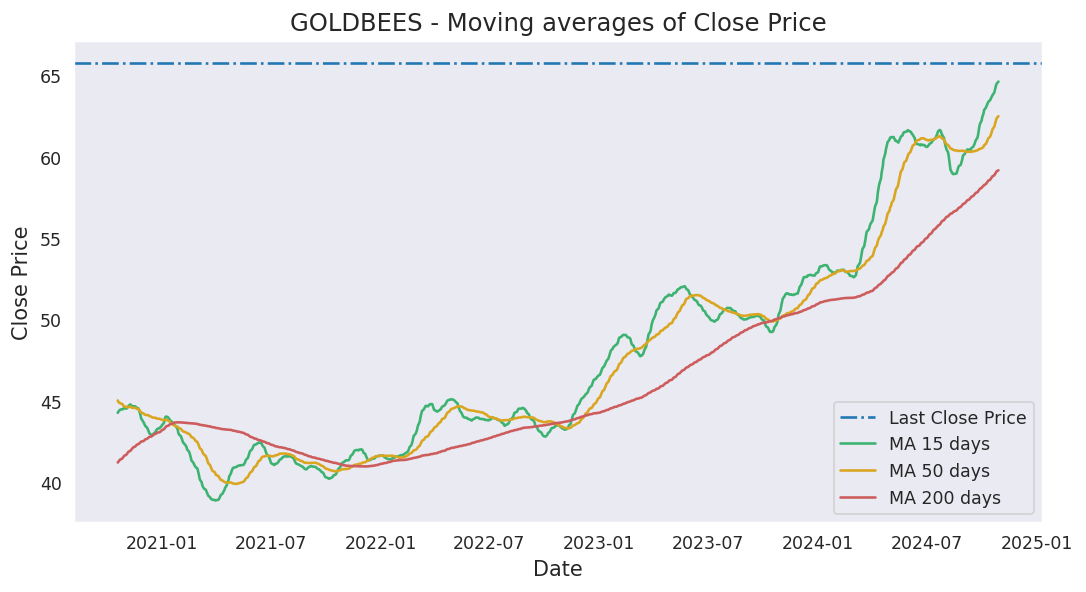 GOLDBEES - Moving averages of Close Price
Close Price
65
60
55
50
45
40
Last Close Price
MA 15 days
MA 50 days
MA 200 days
2021-01 2021-07 2022-01 2022-07 2023-01 2023-07 2024-01 2024-07 2025-01
Date